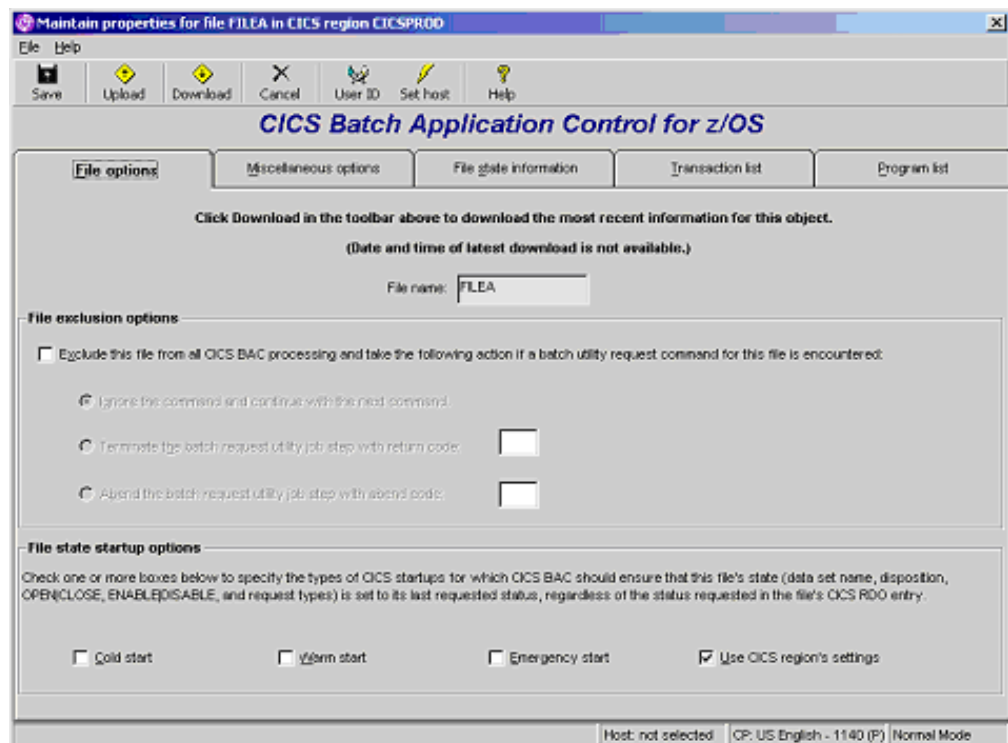 Maintain properties for file FILEA in CICS region CICSPROD
File Help
Save Upload Download Cancel User ID Set host Help
CICS Batch Application Control for z/OS
File options Miscellaneous options File state information Transaction list Program list
Click Download in the toolbar above to download the most recent information for this object.
(Date and time of latest download is not available.)
File name: FILEA
File exclusion options
Exclude this file from all CICS BAC processing and take the following action if a batch utility request command for this file is encountered:
Ignore the command and continue with the next command.
Terminate the batch request utility job step with return code:
Abend the batch request utility job step with abend code:
File state startup options
Check one or more boxes below to specify the types of CICS startups for which CICS BAC should ensure that this file's state (data set name, disposition,
OPEN|CLOSE, ENABLE|DISABLE, and request types) is set to its last requested status, regardless of the status requested in the file's CICS RDO entry.
Cold start Warm start Emergency start Use CICS region's settings
Host: not selected CP: US English - 1140 (P) Normal Mode